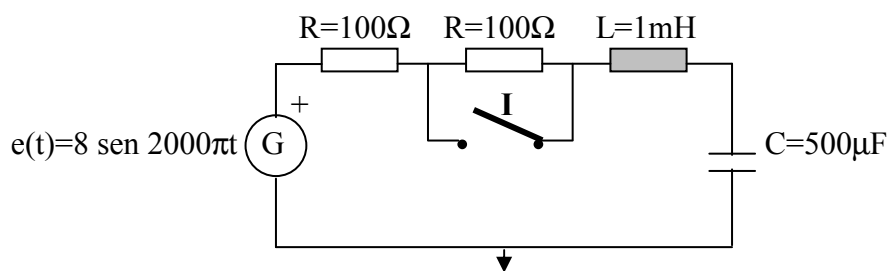 R=100Ω R=100Ω L=1mH
I
+
e(t)=8 sen 2000πt G C=500μF